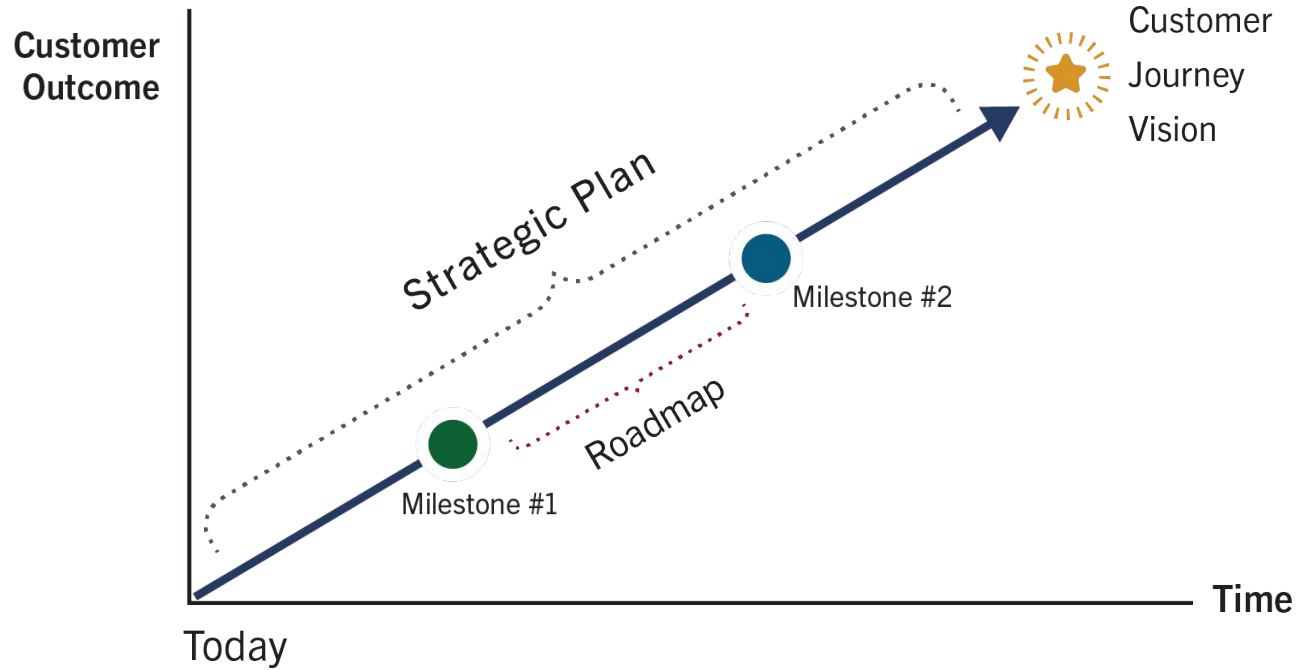 Customer
Outcome
Customer
Journey
Vision
Strategic Plan
Milestone #2
Roadmap
Milestone #1
Time
Today